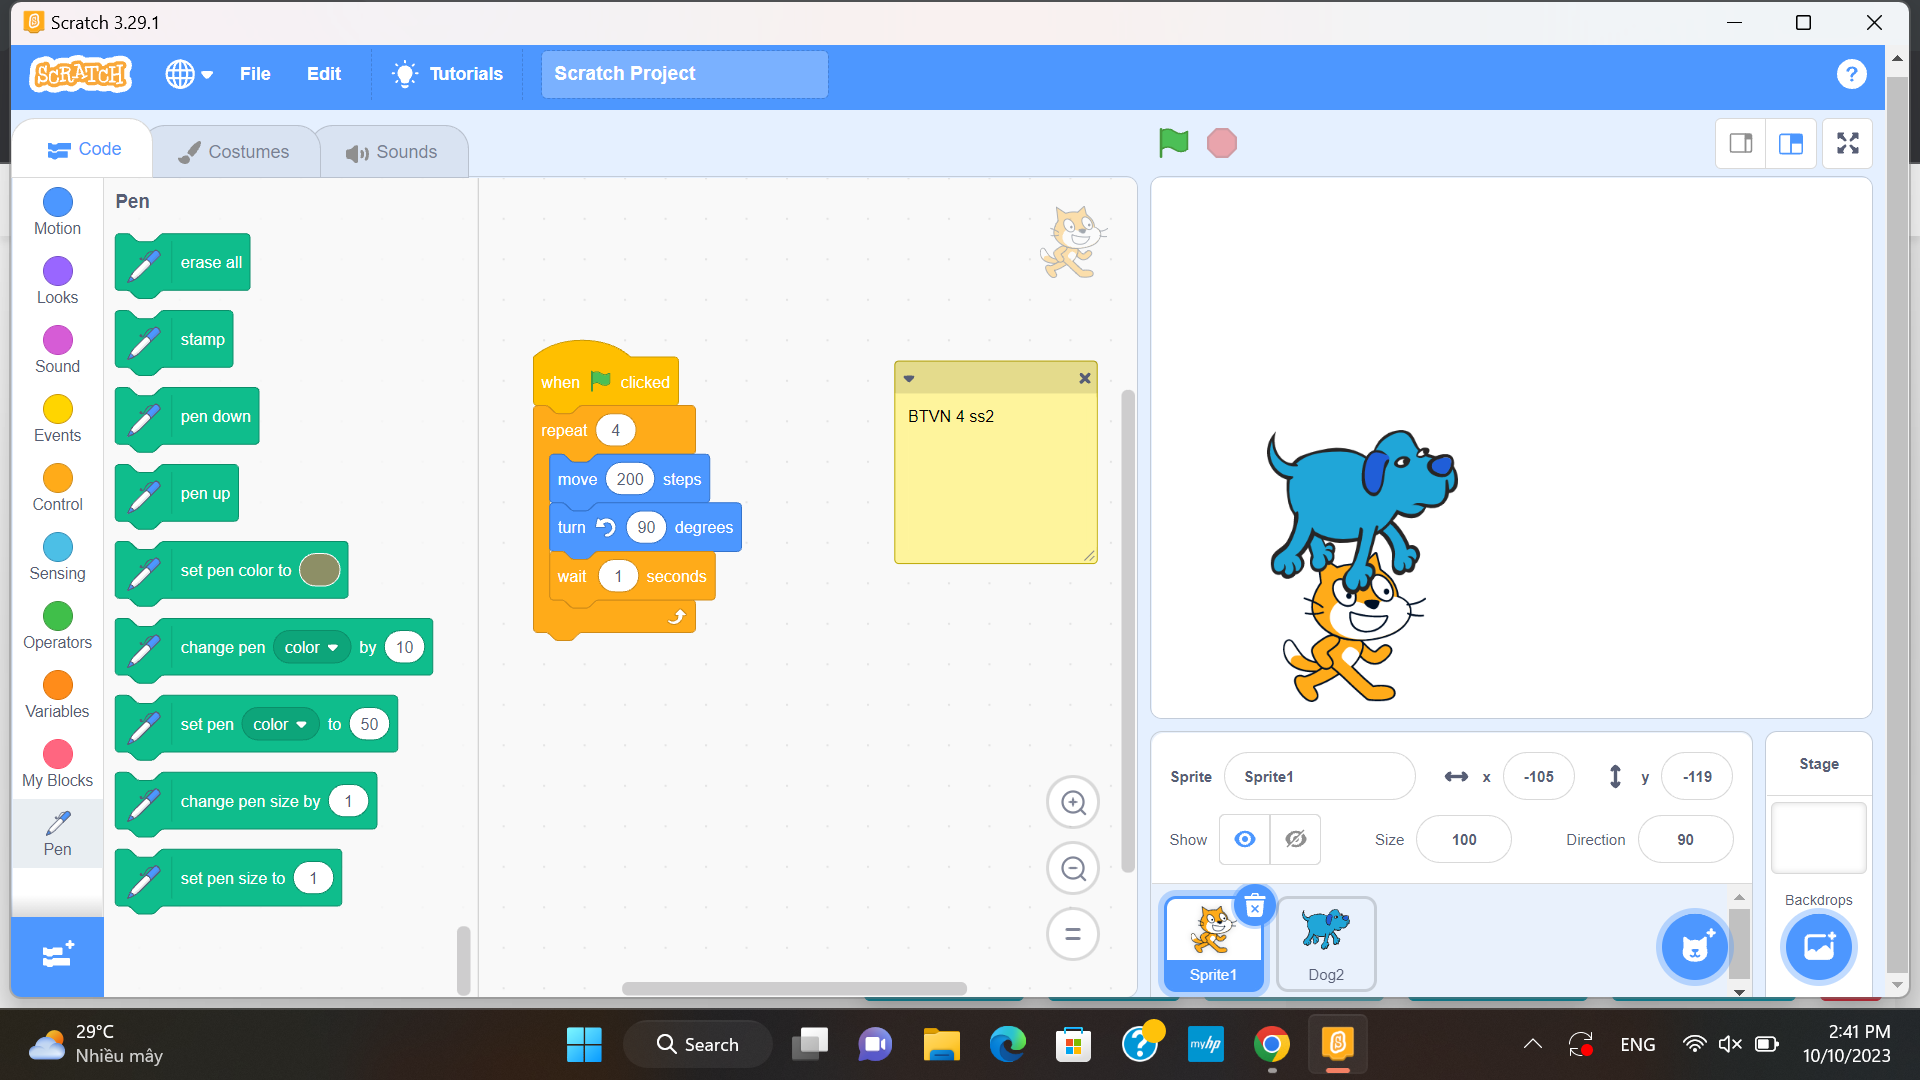 Scratch 3.29.1
SCRATCH File Edit Tutorials Scratch Project ?
Code Costumes Sounds
Motion
Looks
Sound
Events
Control
Sensing
Operators
Variables
My Blocks
Pen
Pen
erase all
stamp
pen down
pen up
set pen color to
change pen color by 10
set pen color to 50
change pen size by 1
set pen size to 1
when clicked
repeat 4
move 200 steps
turn 90 degrees
wait 1 seconds
BTVN 4 ss2
Sprite Sprite1 x -105 y -119
Show Size 100 Direction 90
Sprite1
Dog2
Stage
Backdrops
29°C
Nhiều mây
Search
myhp
ENG
2:41 PM
10/10/2023